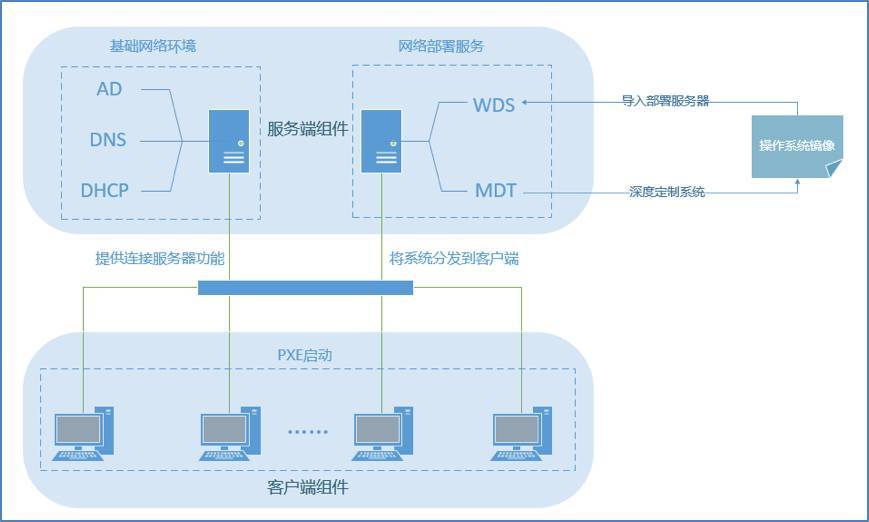 基础网络环境
网络部署服务
AD
DNS
DHCP
服务端组件
WDS
MDT
导入部署服务器
操作系统镜像
深度定制系统
提供连接服务器功能
将系统分发到客户端
PXE启动
......
客户端组件